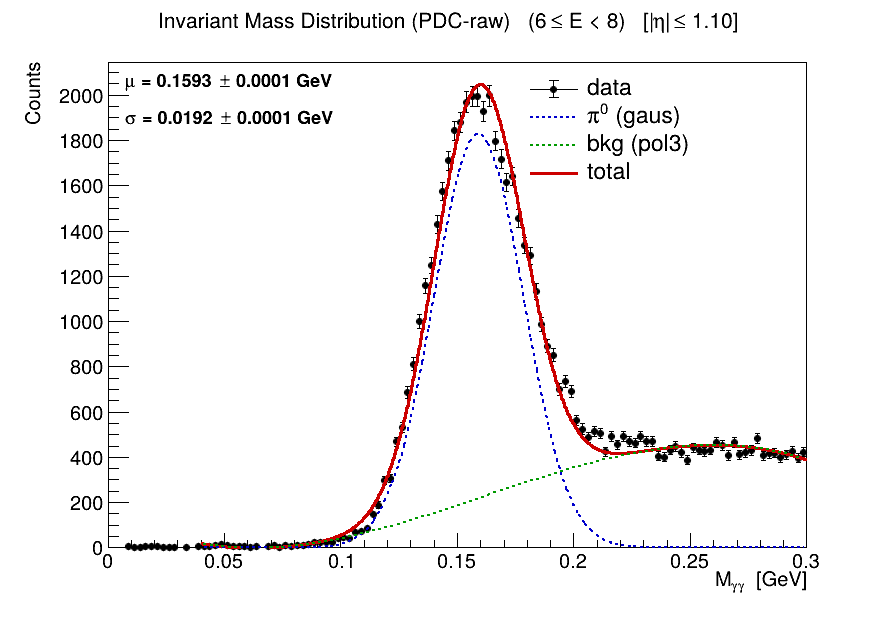 Invariant Mass Distribution (PDC-raw) (6 ≤ E < 8) [|η| ≤ 1.10]
μ = 0.1593 ± 0.0001 GeV
σ = 0.0192 ± 0.0001 GeV
data
π⁰ (gaus)
bkg (pol3)
total
Counts
2000
1800
1600
1400
1200
1000
800
600
400
200
0
0 0.05 0.1 0.15 0.2 0.25 0.3
Mγγ [GeV]